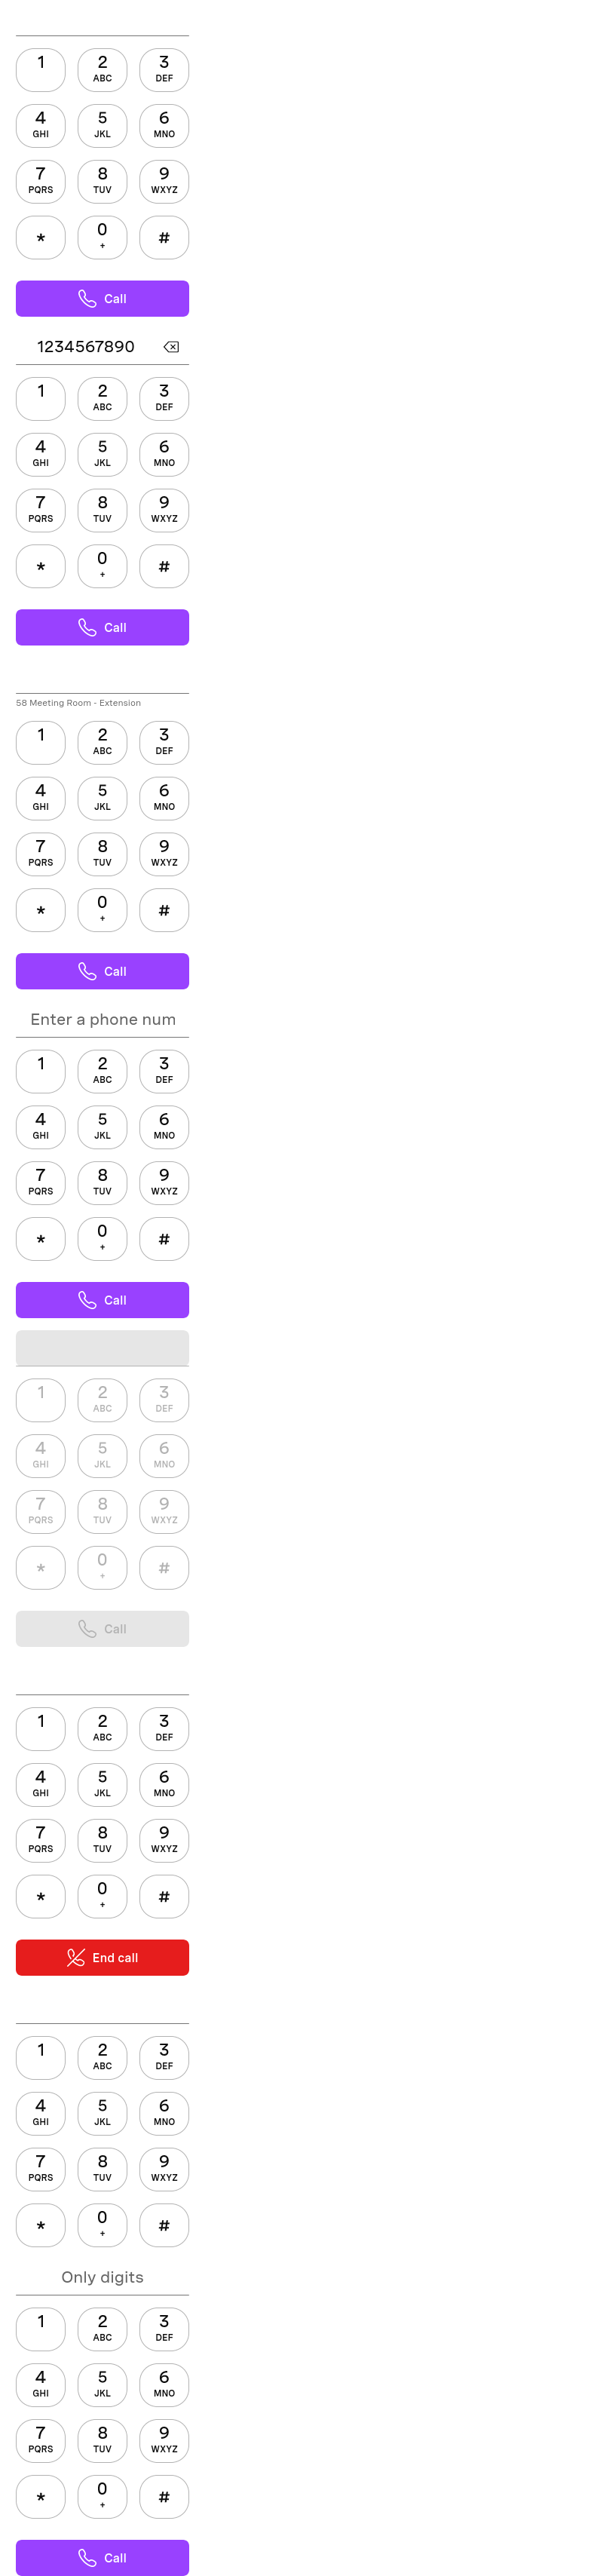 1 2 3
ABC DEF
4 5 6
GHI JKL MNO
7 8 9
PQRS TUV WXYZ
* 0 #
+
Call
1234567890
1 2 3
ABC DEF
4 5 6
GHI JKL MNO
7 8 9
PQRS TUV WXYZ
* 0 #
+
Call
58 Meeting Room - Extension
1 2 3
ABC DEF
4 5 6
GHI JKL MNO
7 8 9
PQRS TUV WXYZ
* 0 #
+
Call
Enter a phone num
1 2 3
ABC DEF
4 5 6
GHI JKL MNO
7 8 9
PQRS TUV WXYZ
* 0 #
+
Call
1 2 3
ABC DEF
4 5 6
GHI JKL MNO
7 8 9
PQRS TUV WXYZ
* 0 #
+
Call
1 2 3
ABC DEF
4 5 6
GHI JKL MNO
7 8 9
PQRS TUV WXYZ
* 0 #
+
End call
1 2 3
ABC DEF
4 5 6
GHI JKL MNO
7 8 9
PQRS TUV WXYZ
* 0 #
+
Only digits
1 2 3
ABC DEF
4 5 6
GHI JKL MNO
7 8 9
PQRS TUV WXYZ
* 0 #
+
Call